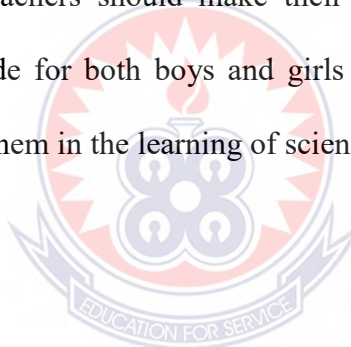 achers should make their
de for both boys and girls
hem in the learning of scien
EDUCATION FOR SERVICE